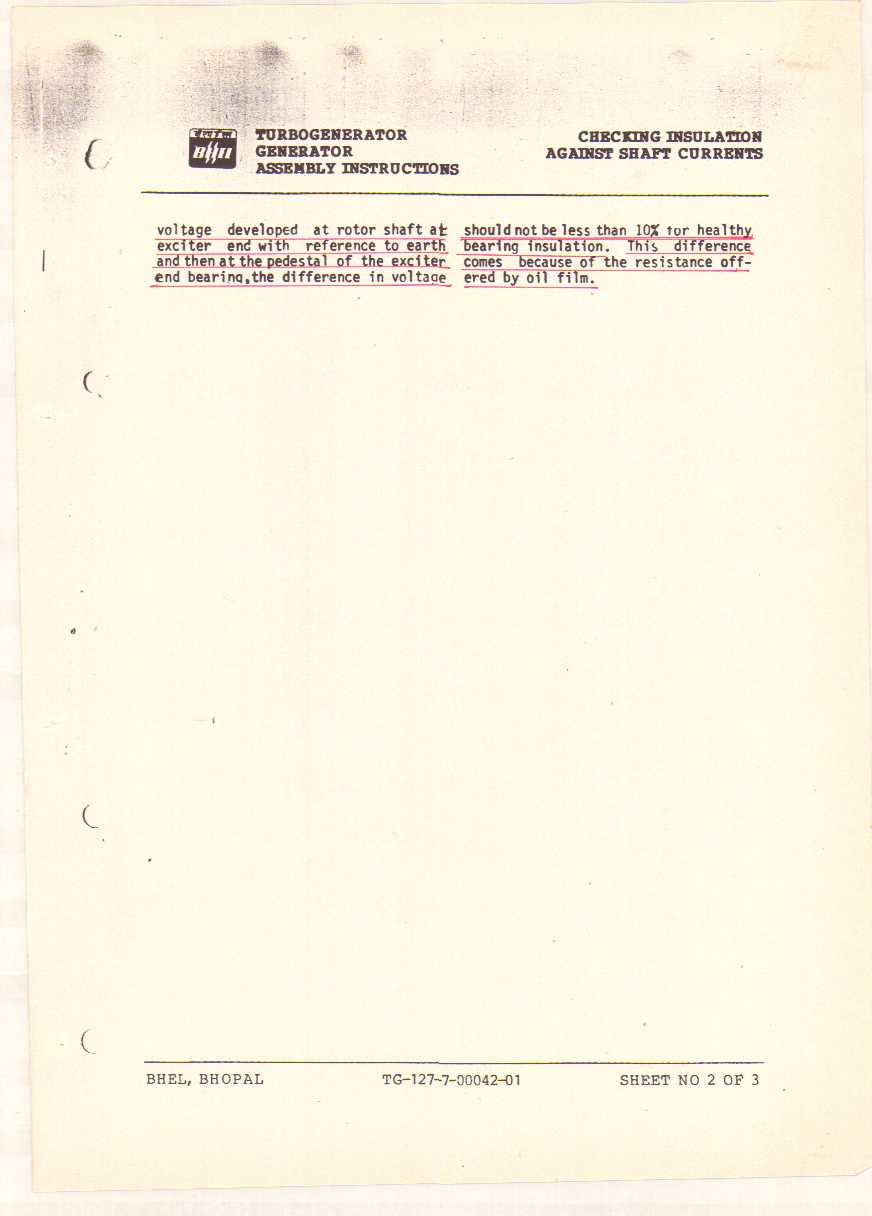 TURBOGENERATOR
GENERATOR
ASSEMBLY INSTRUCTIONS
CHECKING INSULATION
AGAINST SHAFT CURRENTS
voltage developed at rotor shaft at
exciter end with reference to earth
and then at the pedestal of the exciter
end bearing,the difference in voltage
should not be less than 10% for healthy
bearing insulation. This difference
comes because of the resistance off-
ered by oil film.
BHEL, BHOPAL
TG-127-7-00042-01
SHEET NO 2 OF 3